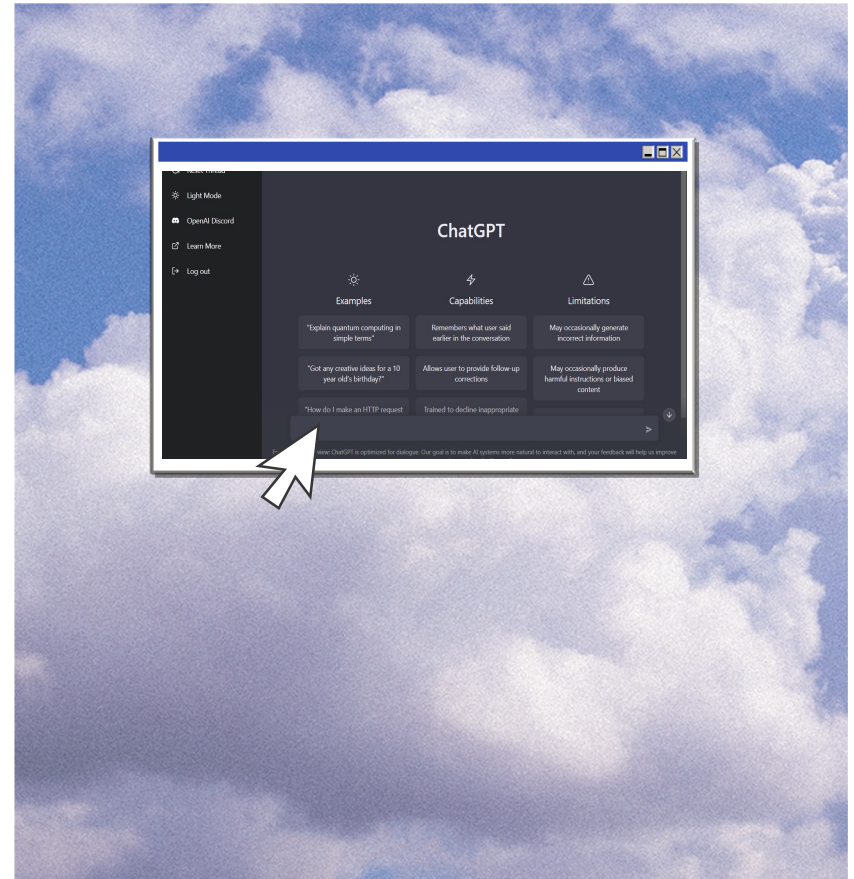 Reset Thread
Light Mode
OpenAI Discord
Learn More
Log out
ChatGPT
Examples
"Explain quantum computing in
simple terms"
"Got any creative ideas for a 10
year old's birthday?"
"How do I make an HTTP request
Capabilities
Remembers what user said
earlier in the conversation
Allows user to provide follow-up
corrections
Trained to decline inappropriate
Limitations
May occasionally generate
incorrect information
May occasionally produce
harmful instructions or biased
content
ChatGPT is optimized for dialogue. Our goal is to make AI systems more natural to interact with, and your feedback will help us improve